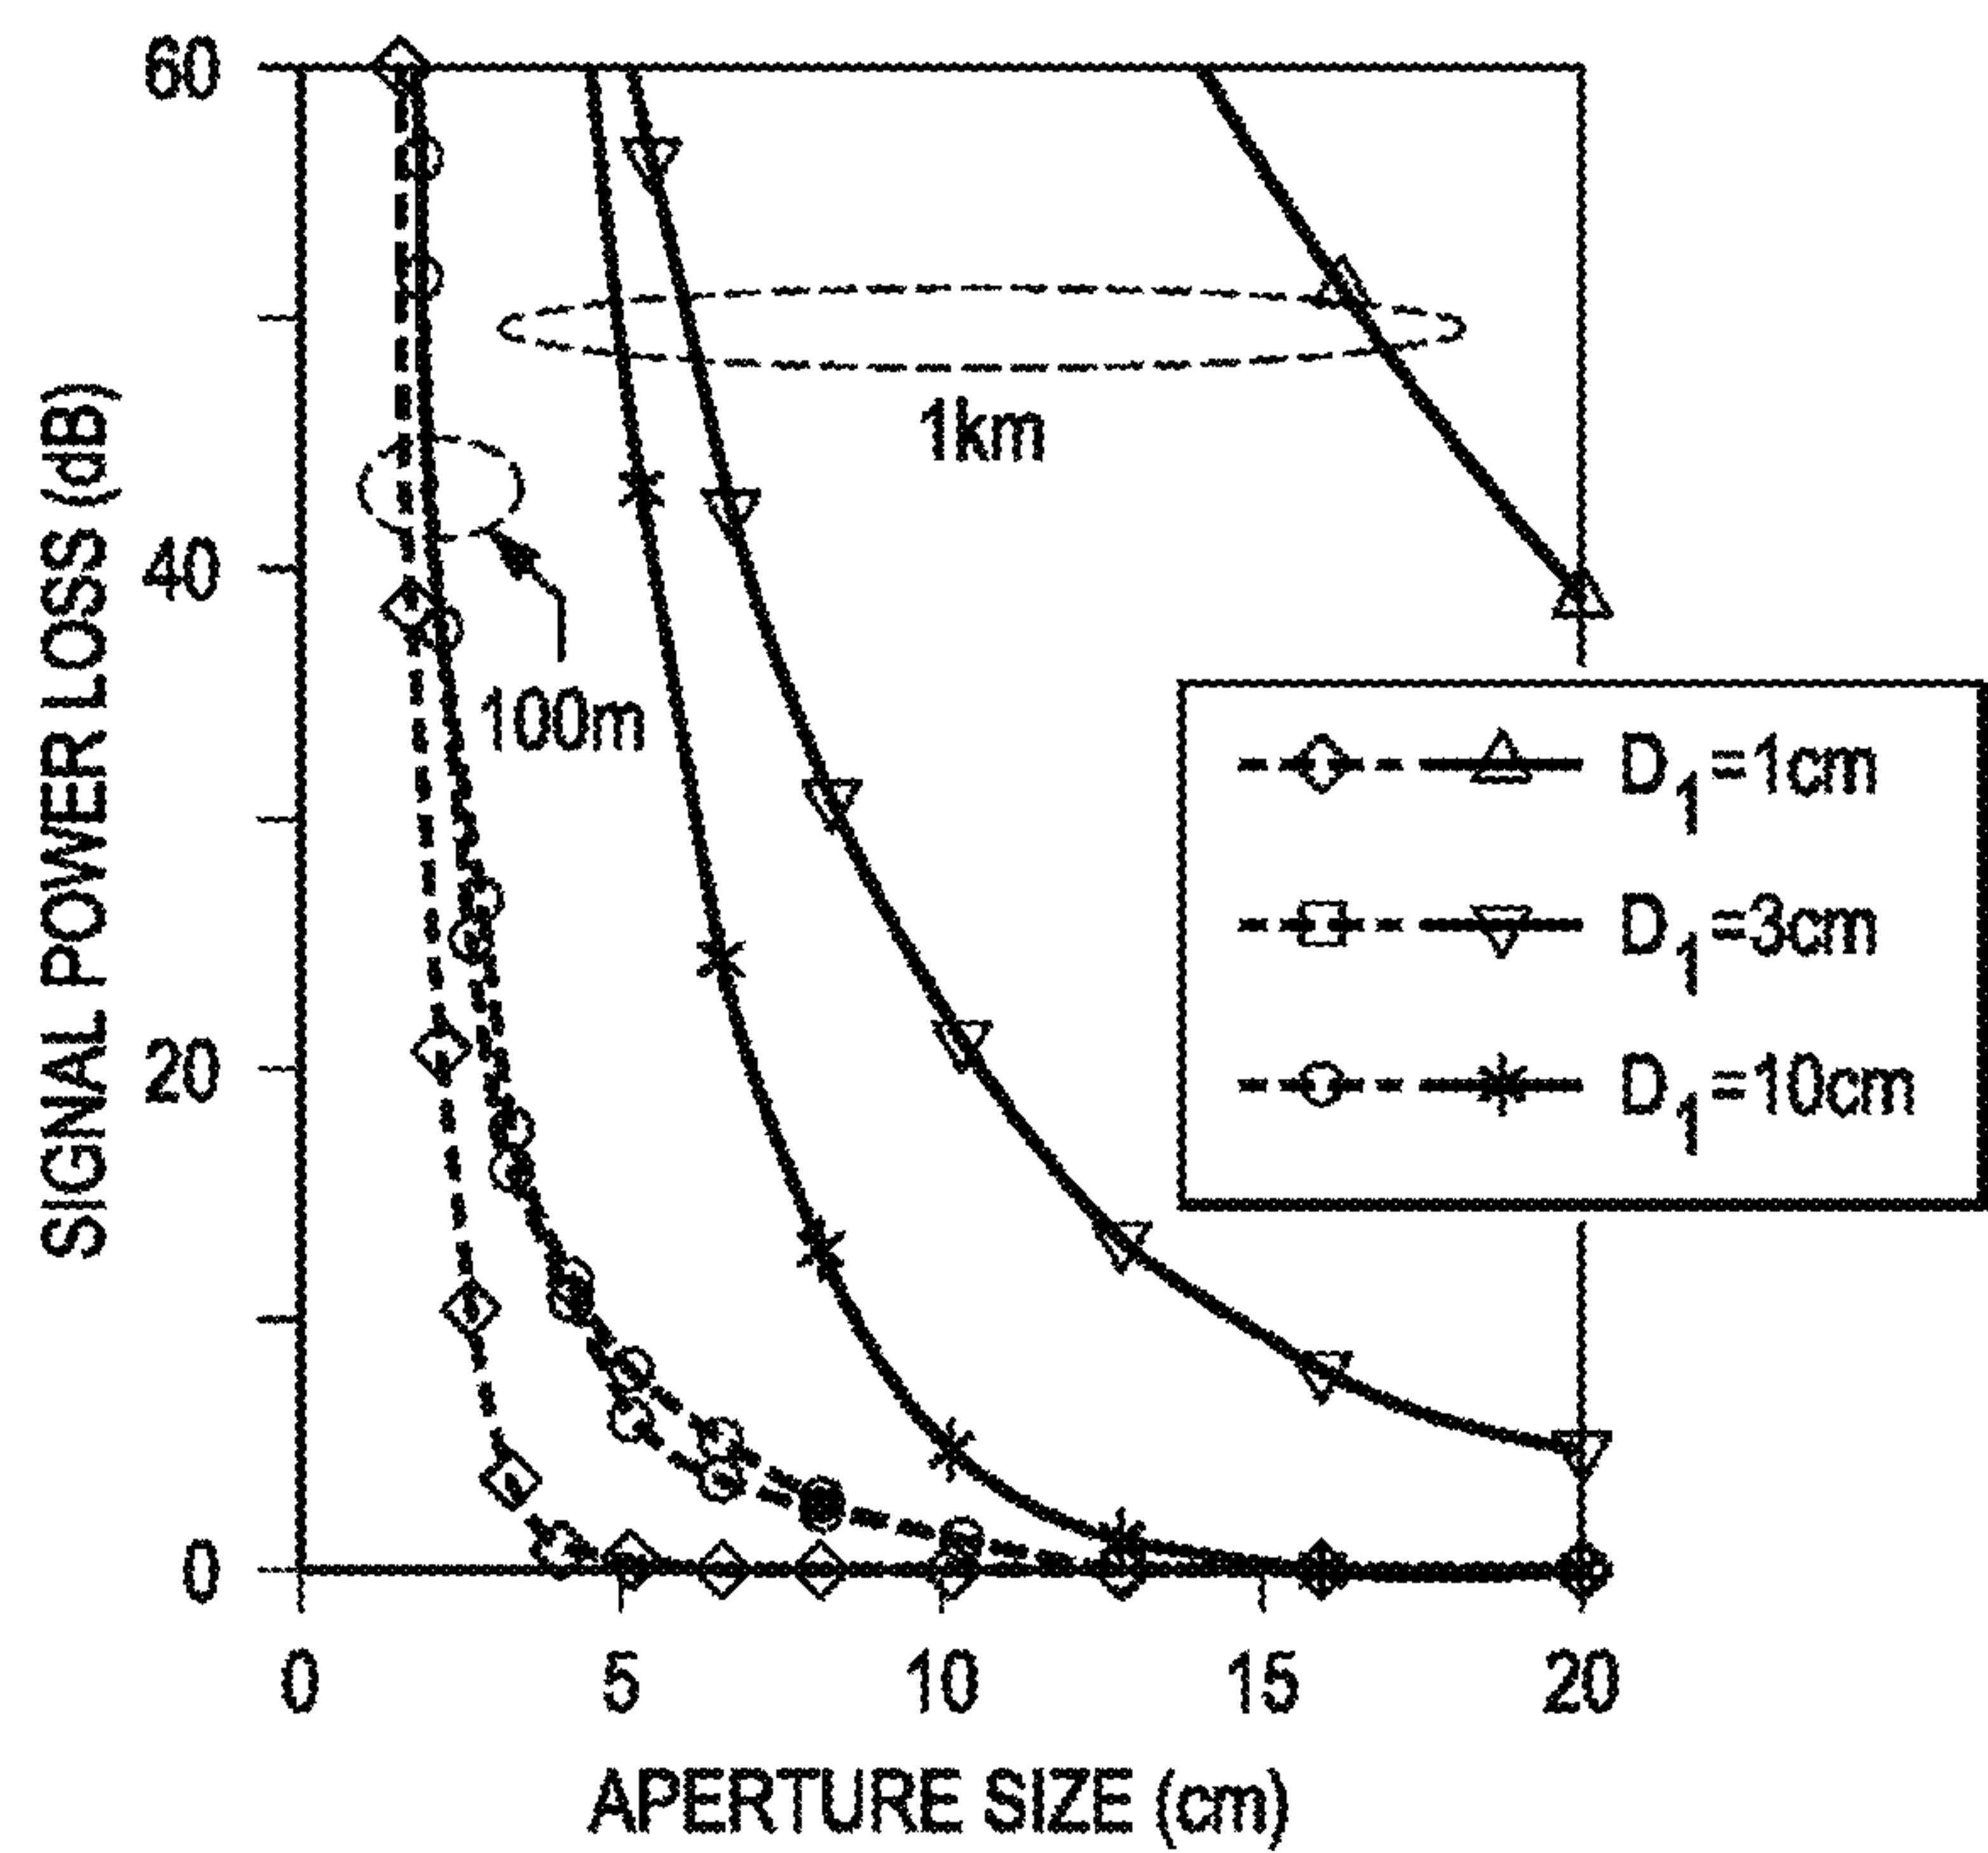 SIGNAL POWER LOSS (dB)
60
40
20
0
1km
100m
D1=1cm
D1=3cm
D1=10cm
0 5 10 15 20
APERTURE SIZE (cm)